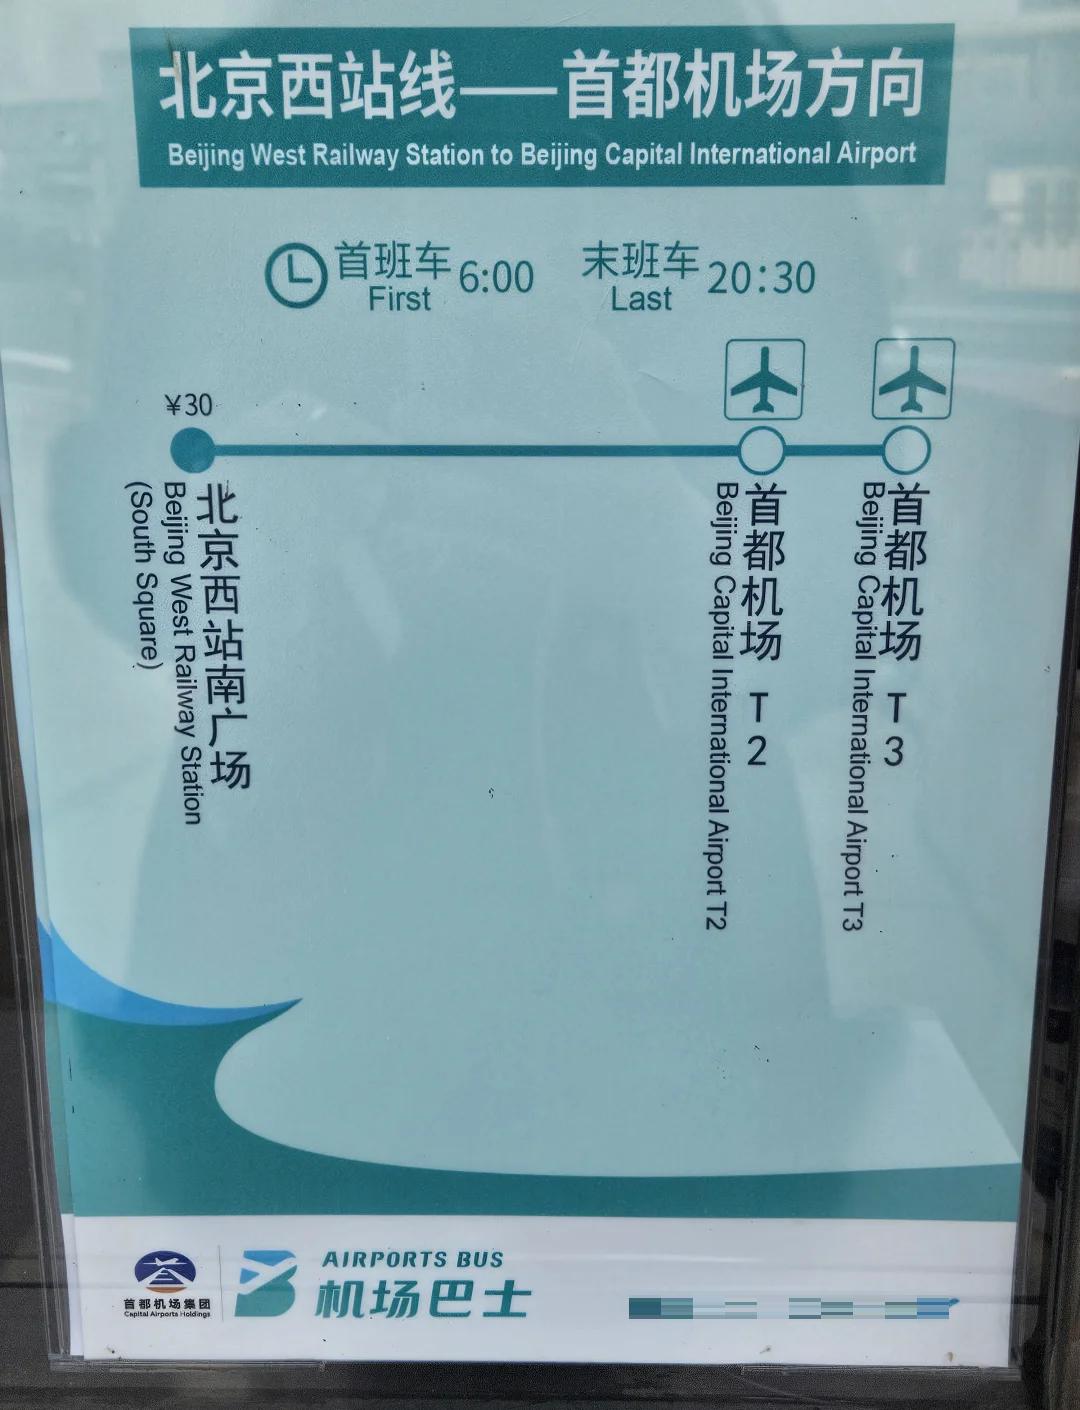 北京西站线——首都机场方向
Beijing West Railway Station to Beijing Capital International Airport
首班车 6:00 末班车 20:30
First Last
¥30
北京西站南广场
Beijing West Railway Station
(South Square)
首都机场 T2
Beijing Capital International Airport T2
首都机场 T3
Beijing Capital International Airport T3
首都机场集团
Capital Airports Holdings
AIRPORTS BUS
机场巴士